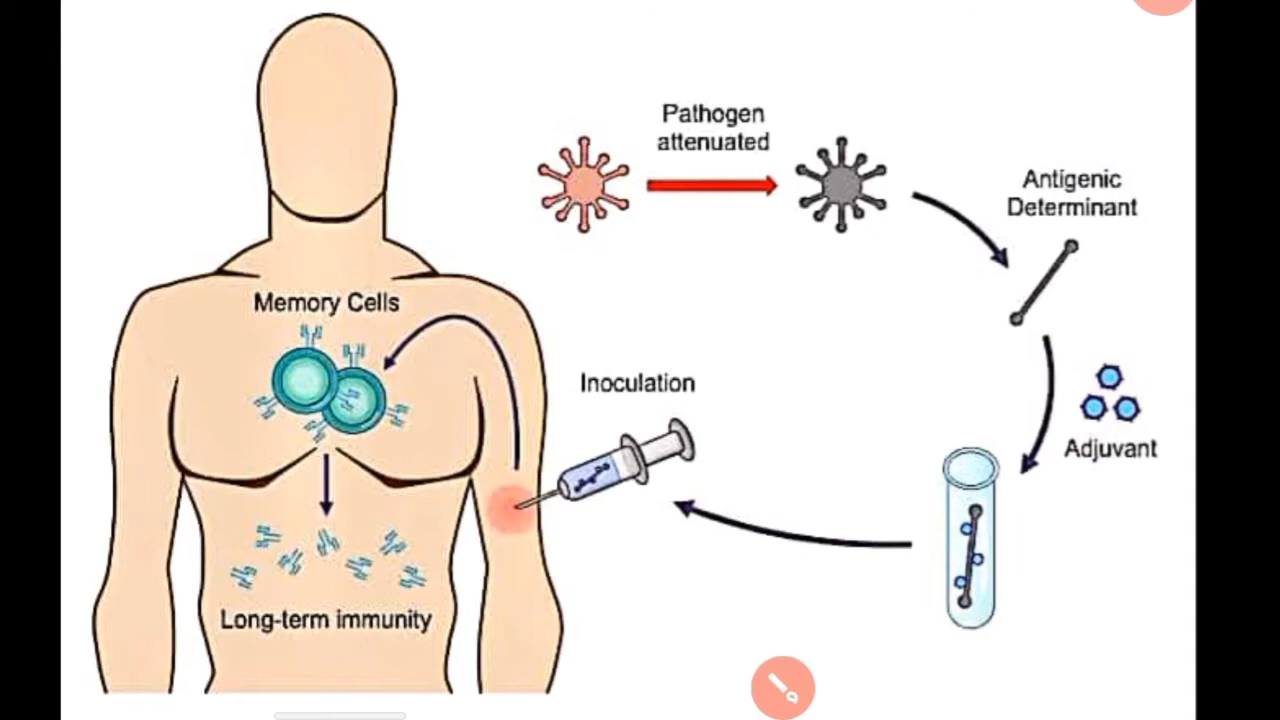 Pathogen
attenuated
Antigenic
Determinant
Adjuvant
Inoculation
Memory Cells
Long-term immunity